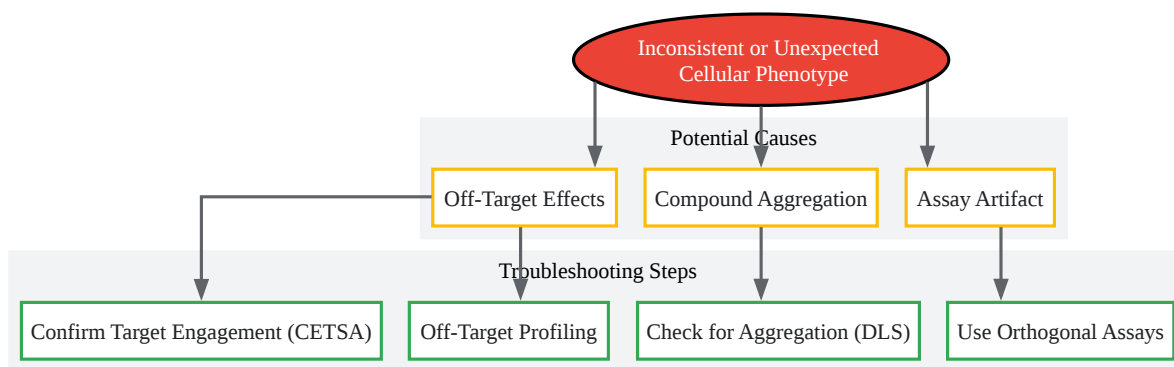 Inconsistent or Unexpected
Cellular Phenotype
Potential Causes
Off-Target Effects
Compound Aggregation
Assay Artifact
Troubleshooting Steps
Confirm Target Engagement (CETSA)
Off-Target Profiling
Check for Aggregation (DLS)
Use Orthogonal Assays